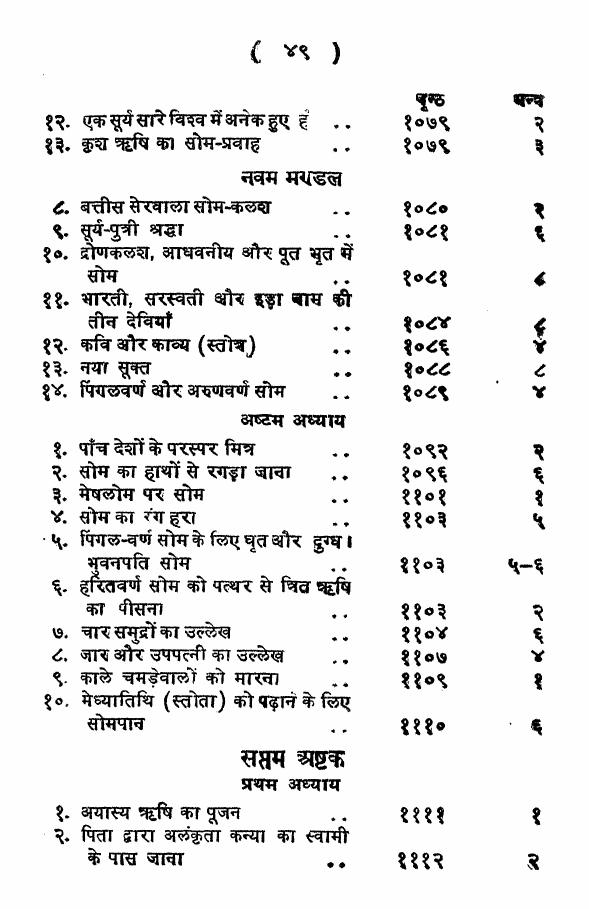 ( ४९ )
पृष्ठ मन्त्र
१२. एक सूर्य सारे विश्व में अनेक हुए हैं .. १०७९ २
१३. कृश ऋषि का सोम-प्रवाह .. १०७९ ३
नवम मण्डल
८. बत्तीस सेरवाला सोम-कलश .. १०८० २
९. सूर्य-पुत्री श्रद्धा .. १०८१ ६
१०. द्रोणकलश, आधवनीय और पूत भृत में
सोम .. १०८१ ८
११. भारती, सरस्वती और इड़ा नाम की
तीन देवियाँ .. १०८४ ८
१२. कवि और काव्य (स्तोत्र) .. १०८६ ४
१३. नया सूक्त .. १०८८ ८
१४. पिंगलवर्ण और अरुणवर्ण सोम .. १०८९ ४
अष्टम अध्याय
१. पाँच देशों के परस्पर मित्र .. १०९२ २
२. सोम का हाथों से रगड़ा जाना .. १०९६ ६
३. मेषलोम पर सोम .. ११०१ १
४. सोम का रंग हरा .. ११०३ ५
५. पिंगल-वर्ण सोम के लिए घृत और दुग्ध।
भुवनपति सोम .. ११०३ ५-६
६. हरितवर्ण सोम को पत्थर से त्रित ऋषि
का पीसना .. ११०३ २
७. चार समुद्रों का उल्लेख .. ११०४ ६
८. जार और उपपत्नी का उल्लेख .. ११०७ ४
९. काले चमड़ेवालों को मारना .. ११०९ १
१०. मेध्यातिथि (स्तोता) को पढ़ाने के लिए
सोमपान .. १११० ६
सप्तम अष्टक
प्रथम अध्याय
१. अयास्य ऋषि का पूजन .. ११११ १
२. पिता द्वारा अलंकृता कन्या का स्वामी
के पास जाना .. १११२ २